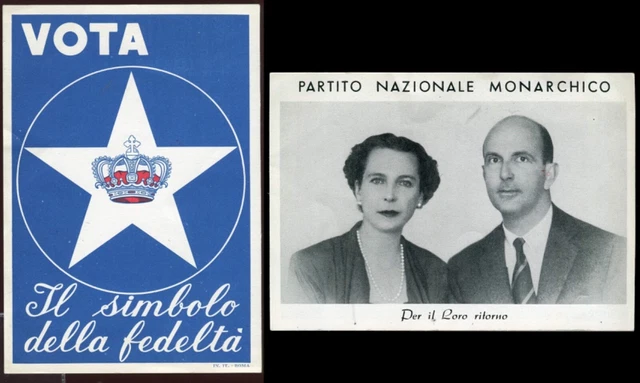 VOTA
Il simbolo
della fedeltà
PARTITO NAZIONALE MONARCHICO
Per il Loro ritorno